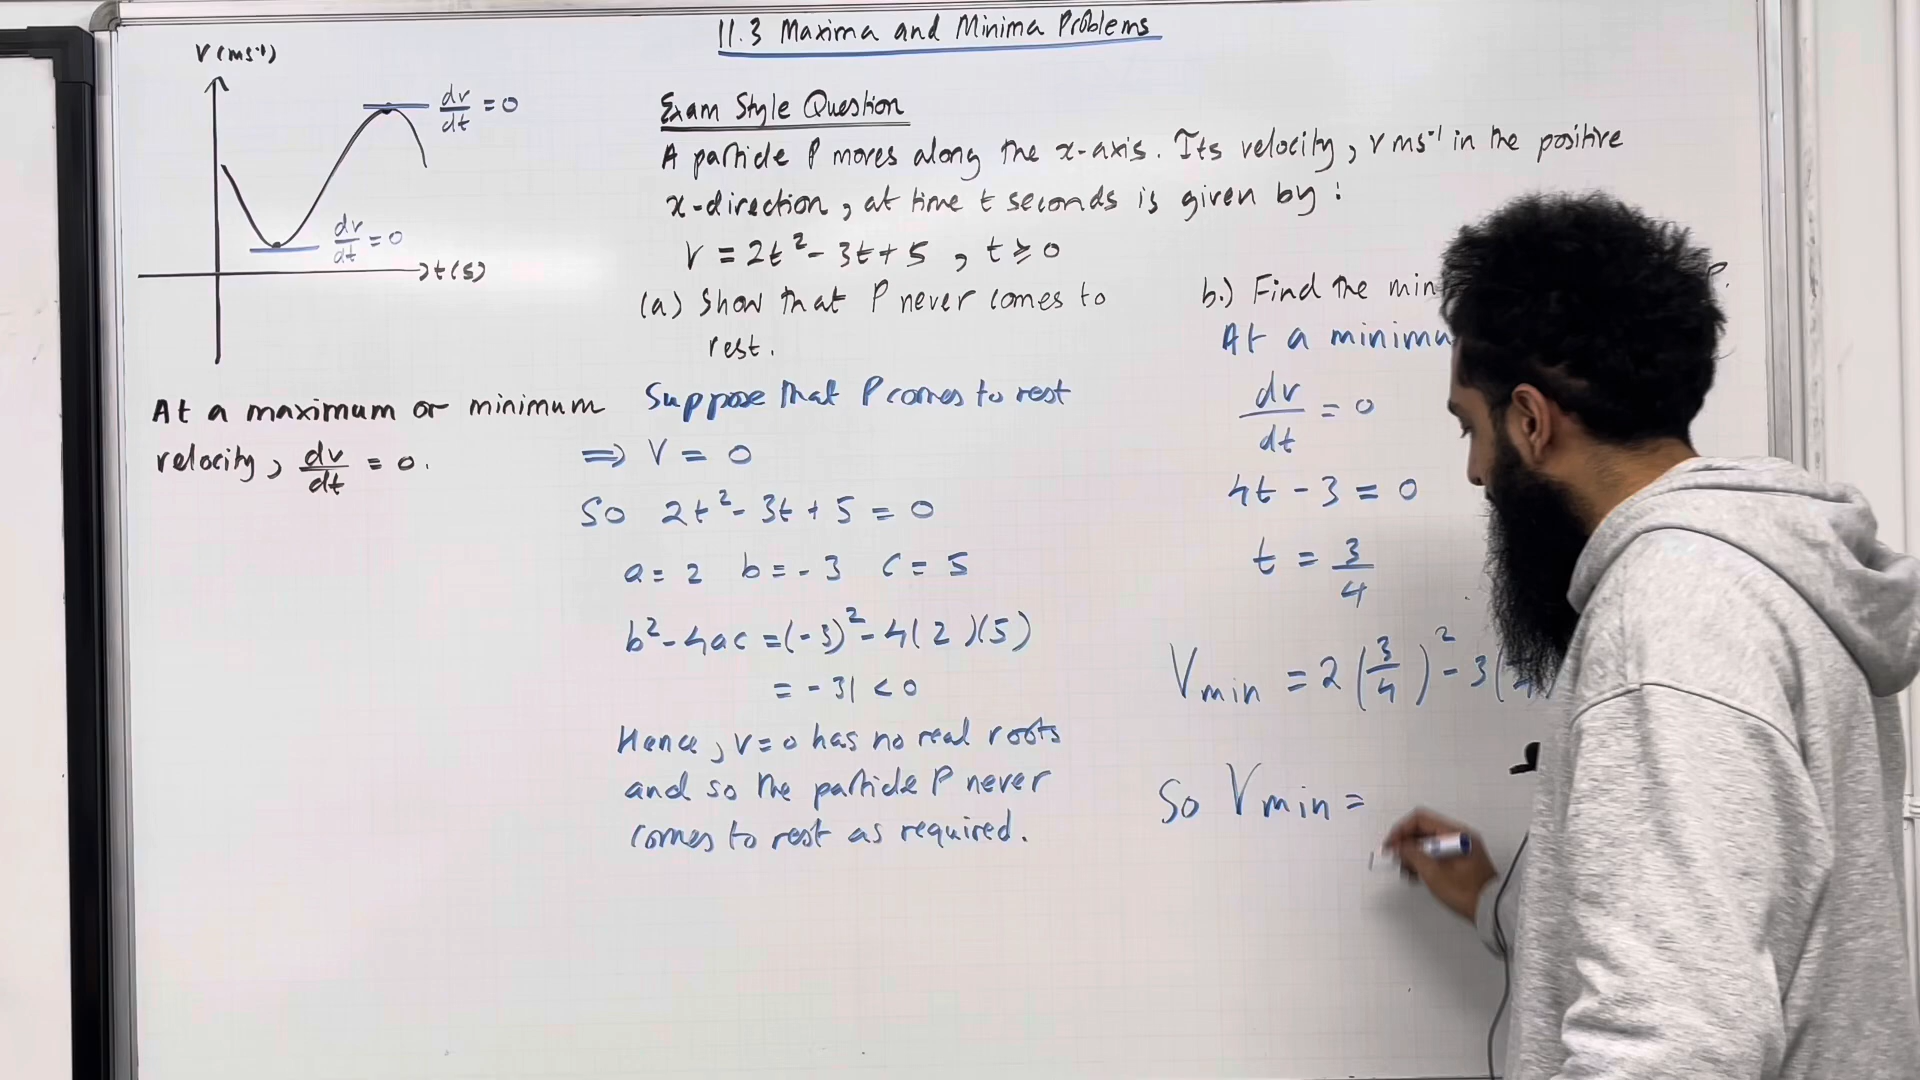 11.3 Maxima and Minima Problems
V (ms⁻¹)
dv/dt = 0
dv/dt = 0
t(s)
At a maximum or minimum
velocity, dv/dt = 0.
Exam Style Question
A particle P moves along the x-axis. Its velocity, v ms⁻¹ in the positive
x-direction, at time t seconds is given by:
v = 2t² - 3t + 5 , t ⩾ 0
(a) Show that P never comes to
rest.
Suppose that P comes to rest
⇒ V = 0
So 2t² - 3t + 5 = 0
a = 2 b = -3 c = 5
b² - 4ac = (-3)² - 4(2)(5)
= -31 < 0
Hence, v=0 has no real roots
and so the particle P never
comes to rest as required.
b.) Find the
At a
dv/dt = 0
4t - 3 = 0
t = 3/4
Vmin = 2(3/4)² - 3(
So Vmin =